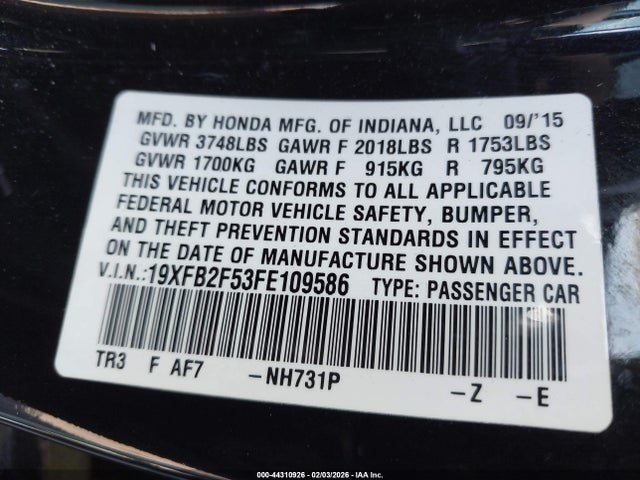 MFD. BY HONDA MFG. OF INDIANA, LLC 09/'15
GVWR 3748LBS GAWR F 2018LBS R 1753LBS
GVWR 1700KG GAWR F 915KG R 795KG
THIS VEHICLE CONFORMS TO ALL APPLICABLE
FEDERAL MOTOR VEHICLE SAFETY, BUMPER,
AND THEFT PREVENTION STANDARDS IN EFFECT
ON THE DATE OF MANUFACTURE SHOWN ABOVE.
V.I.N.:19XFB2F53FE109586 TYPE: PASSENGER CAR
TR3 F AF7 -NH731P -Z -E
000-44310926 - 02/03/2026 - IAA Inc.